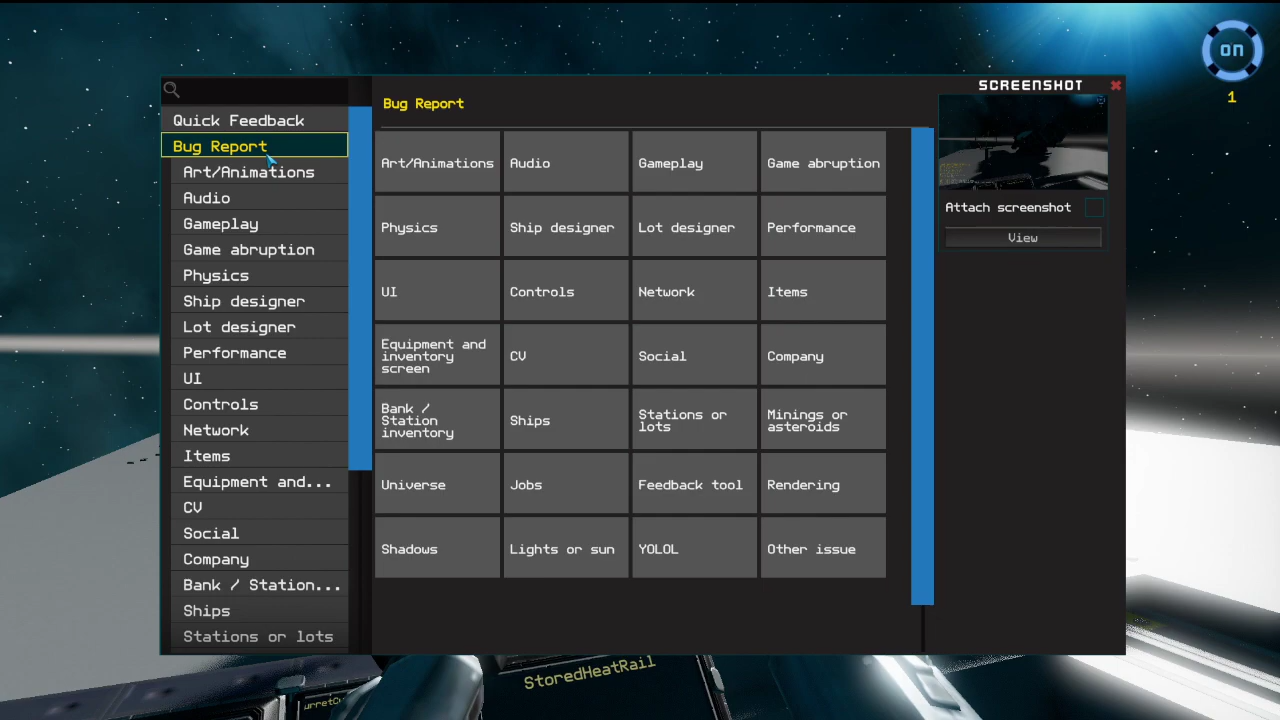 on
1
Quick Feedback
Bug Report
Art/Animations
Audio
Gameplay
Game abruption
Physics
Ship designer
Lot designer
Performance
UI
Controls
Network
Items
Equipment and...
CV
Social
Company
Bank / Station...
Ships
Stations or lots
Bug Report
Art/Animations
Audio
Gameplay
Game abruption
Physics
Ship designer
Lot designer
Performance
UI
Controls
Network
Items
Equipment and
inventory
screen
CV
Social
Company
Bank /
Station
inventory
Ships
Stations or
lots
Minings or
asteroids
Universe
Jobs
Feedback tool
Rendering
Shadows
Lights or sun
YOLOL
Other issue
SCREENSHOT
Attach screenshot
View
StoredHeatRail